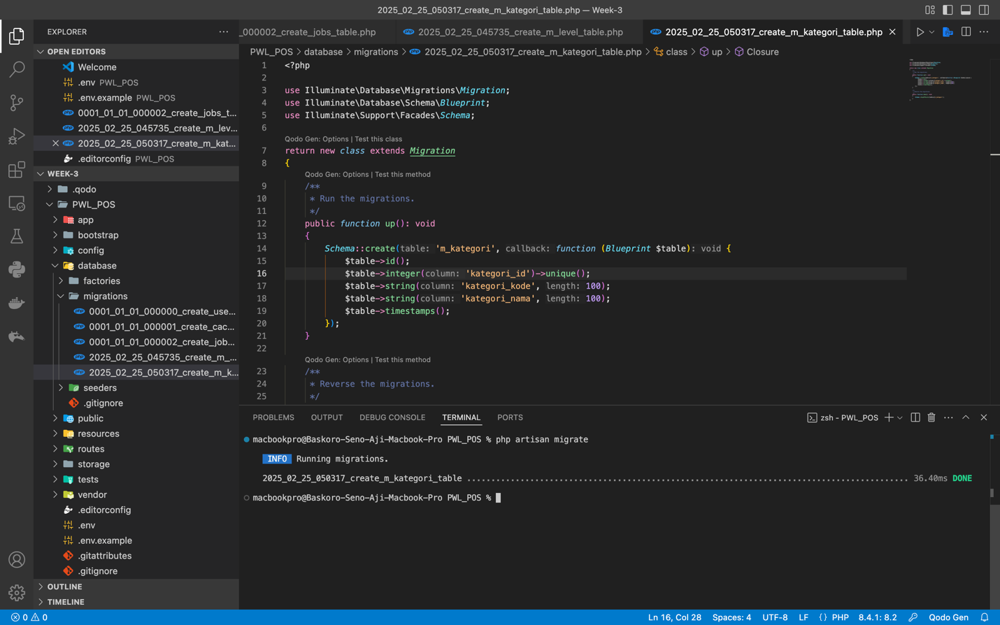 2025_02_25_050317_create_m_kategori_table.php — Week-3
EXPLORER
OPEN EDITORS
Welcome
.env PWL_POS
.env.example PWL_POS
0001_01_01_000002_create_jobs_t...
2025_02_25_045735_create_m_lev...
2025_02_25_050317_create_m_kat...
.editorconfig PWL_POS
WEEK-3
.qodo
PWL_POS
app
bootstrap
config
database
factories
migrations
0001_01_01_000000_create_use...
0001_01_01_000001_create_cac...
0001_01_01_000002_create_job...
2025_02_25_045735_create_m_...
2025_02_25_050317_create_m_k...
seeders
.gitignore
public
resources
routes
storage
tests
vendor
.editorconfig
.env
.env.example
.gitattributes
.gitignore
OUTLINE
TIMELINE
_000002_create_jobs_table.php
2025_02_25_045735_create_m_level_table.php
2025_02_25_050317_create_m_kategori_table.php
PWL_POS > database > migrations > 2025_02_25_050317_create_m_kategori_table.php > class > up > Closure
1 <?php
2
3 use Illuminate\Database\Migrations\Migration;
4 use Illuminate\Database\Schema\Blueprint;
5 use Illuminate\Support\Facades\Schema;
6
Qodo Gen: Options | Test this class
7 return new class extends Migration
8 {
Qodo Gen: Options | Test this method
9 /**
10 * Run the migrations.
11 */
12 public function up(): void
13 {
14 Schema::create(table: 'm_kategori', callback: function (Blueprint $table): void {
15 $table->id();
16 $table->integer(column: 'kategori_id')->unique();
17 $table->string(column: 'kategori_kode', length: 100);
18 $table->string(column: 'kategori_nama', length: 100);
19 $table->timestamps();
20 });
21 }
22
Qodo Gen: Options | Test this method
23 /**
24 * Reverse the migrations.
25 */
PROBLEMS OUTPUT DEBUG CONSOLE TERMINAL PORTS
zsh - PWL_POS
macbookpro@Baskoro-Seno-Aji-Macbook-Pro PWL_POS % php artisan migrate
INFO Running migrations.
2025_02_25_050317_create_m_kategori_table ........................................................................................... 36.40ms DONE
macbookpro@Baskoro-Seno-Aji-Macbook-Pro PWL_POS %
0 0
Ln 16, Col 28 Spaces: 4 UTF-8 LF {} PHP 8.4.1: 8.2 Qodo Gen